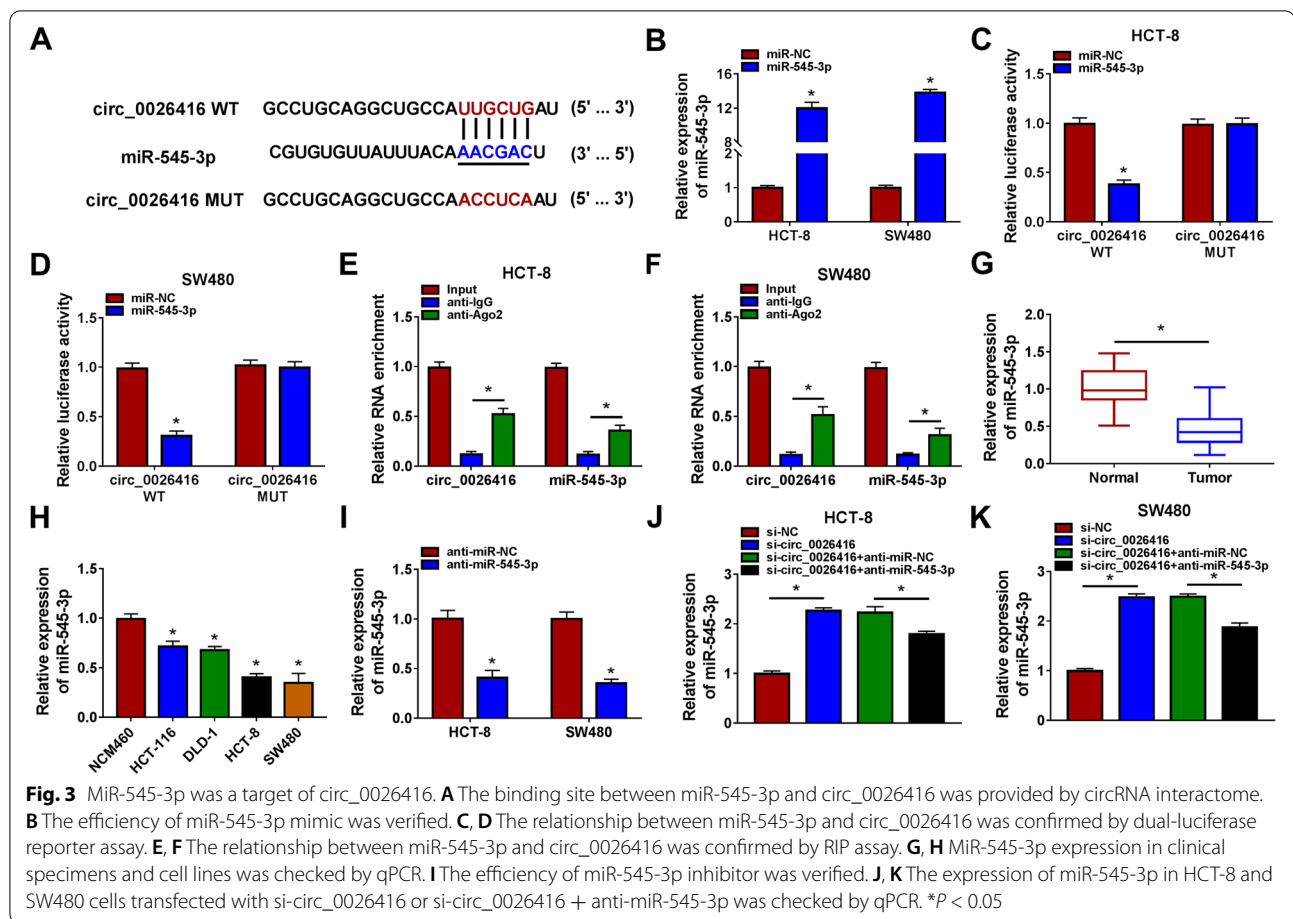 A
circ_0026416 WT GCCUGCAGGCUGCCAUUGCUGAU (5' ... 3')
miR-545-3p CGUGUGUUAUUUACAAACGACU (3' ... 5')
circ_0026416 MUT GCCUGCAGGCUGCCAACCUCAAU (5' ... 3')
B
miR-NC
miR-545-3p
Relative expression
of miR-545-3p
16
12
8
2
1
0
*
*
HCT-8 SW480
C
HCT-8
miR-NC
miR-545-3p
Relative luciferase activity
1.5
1.0
0.5
0.0
*
circ_0026416 circ_0026416
WT MUT
D
SW480
miR-NC
miR-545-3p
Relative luciferase activity
1.5
1.0
0.5
0.0
*
circ_0026416 circ_0026416
WT MUT
E
HCT-8
Input
anti-IgG
anti-Ago2
Relative RNA enrichment
1.5
1.0
0.5
0.0
*
*
circ_0026416 miR-545-3p
F
SW480
Input
anti-IgG
anti-Ago2
Relative RNA enrichment
1.5
1.0
0.5
0.0
*
*
circ_0026416 miR-545-3p
G
Relative expression
of miR-545-3p
2.0
1.5
1.0
0.5
0.0
*
Normal Tumor
H
Relative expression
of miR-545-3p
1.5
1.0
0.5
0.0
*
*
*
*
NCM460
HCT-116
DLD-1
HCT-8
SW480
I
anti-miR-NC
anti-miR-545-3p
Relative expression
of miR-545-3p
1.5
1.0
0.5
0.0
*
*
HCT-8 SW480
J
HCT-8
si-NC
si-circ_0026416
si-circ_0026416+anti-miR-NC
si-circ_0026416+anti-miR-545-3p
Relative expression
of miR-545-3p
3
2
1
0
*
*
K
SW480
si-NC
si-circ_0026416
si-circ_0026416+anti-miR-NC
si-circ_0026416+anti-miR-545-3p
Relative expression
of miR-545-3p
3
2
1
0
*
*
Fig. 3 MiR-545-3p was a target of circ_0026416. A The binding site between miR-545-3p and circ_0026416 was provided by circRNA interactome.
B The efficiency of miR-545-3p mimic was verified. C, D The relationship between miR-545-3p and circ_0026416 was confirmed by dual-luciferase
reporter assay. E, F The relationship between miR-545-3p and circ_0026416 was confirmed by RIP assay. G, H MiR-545-3p expression in clinical
specimens and cell lines was checked by qPCR. I The efficiency of miR-545-3p inhibitor was verified. J, K The expression of miR-545-3p in HCT-8 and
SW480 cells transfected with si-circ_0026416 or si-circ_0026416 + anti-miR-545-3p was checked by qPCR. *P < 0.05